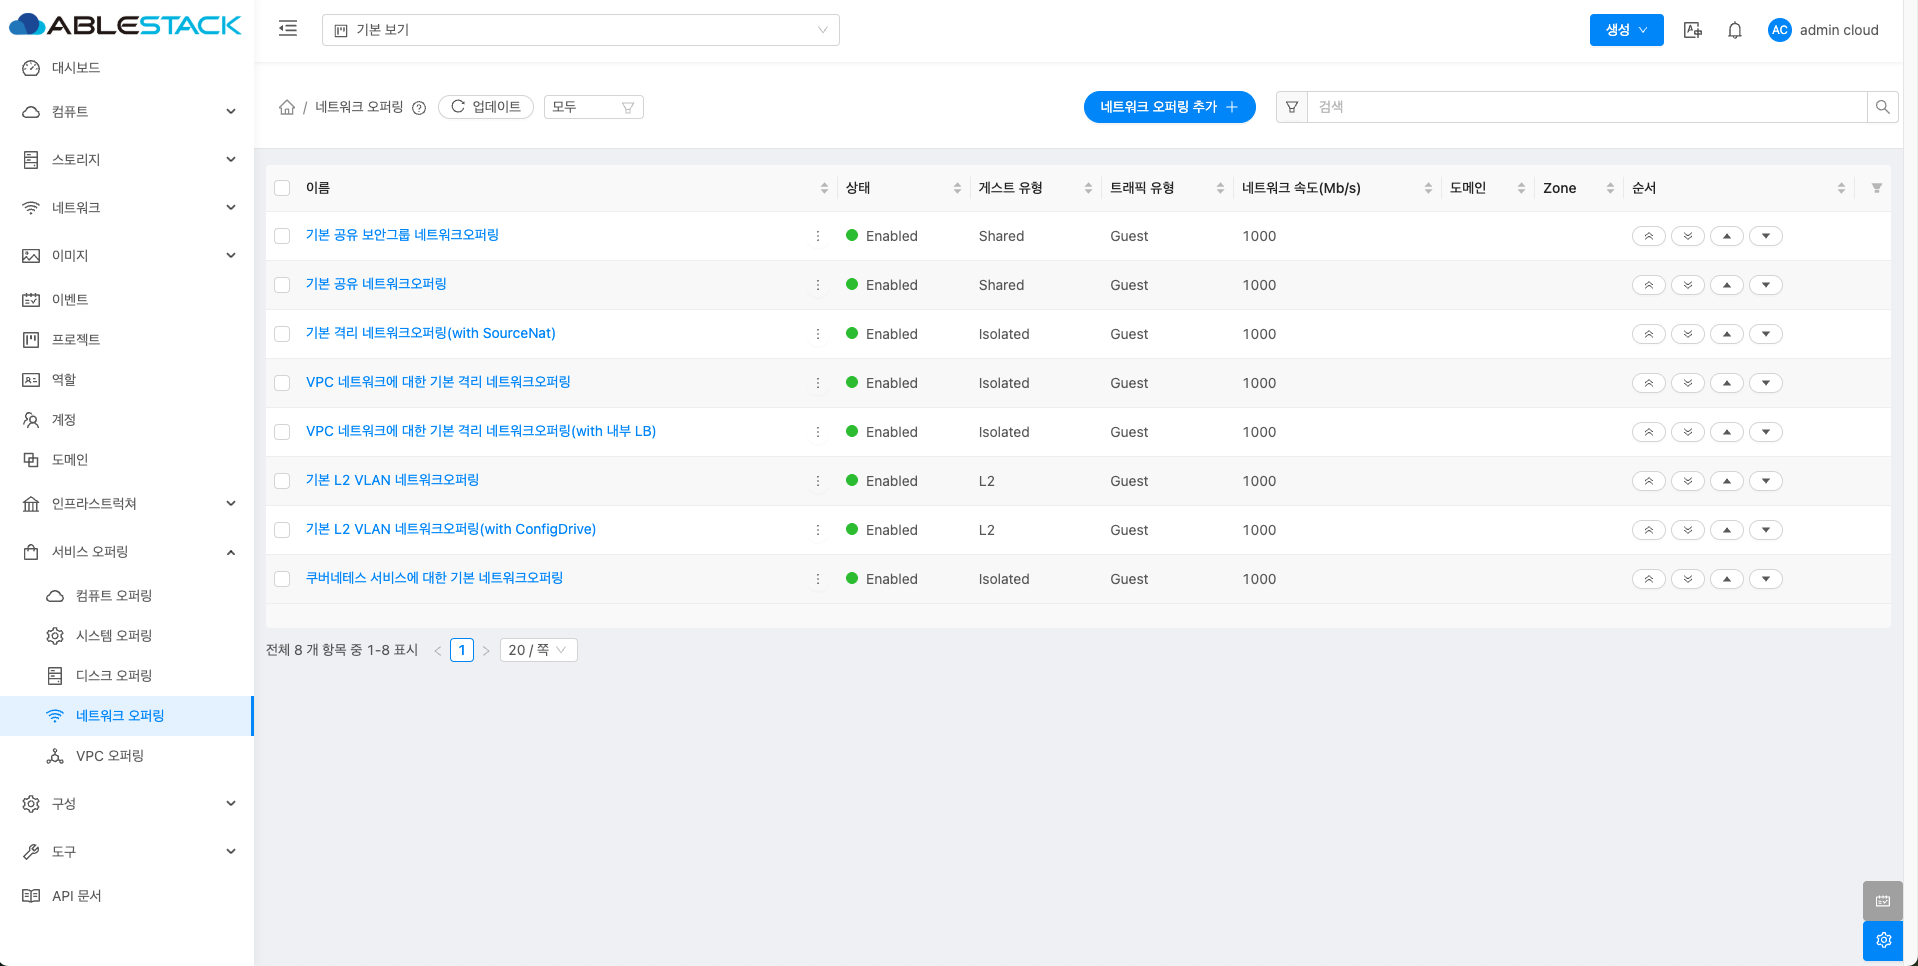 ABLESTACK
기본 보기
생성
AC admin cloud
대시보드
컴퓨트
스토리지
네트워크
이미지
이벤트
프로젝트
역할
계정
도메인
인프라스트럭쳐
서비스 오퍼링
컴퓨트 오퍼링
시스템 오퍼링
디스크 오퍼링
네트워크 오퍼링
VPC 오퍼링
구성
도구
API 문서
/ 네트워크 오퍼링 업데이트 모두
네트워크 오퍼링 추가 검색
이름 상태 게스트 유형 트래픽 유형 네트워크 속도(Mb/s) 도메인 Zone 순서
기본 공유 보안그룹 네트워크오퍼링 Enabled Shared Guest 1000
기본 공유 네트워크오퍼링 Enabled Shared Guest 1000
기본 격리 네트워크오퍼링(with SourceNat) Enabled Isolated Guest 1000
VPC 네트워크에 대한 기본 격리 네트워크오퍼링 Enabled Isolated Guest 1000
VPC 네트워크에 대한 기본 격리 네트워크오퍼링(with 내부 LB) Enabled Isolated Guest 1000
기본 L2 VLAN 네트워크오퍼링 Enabled L2 Guest 1000
기본 L2 VLAN 네트워크오퍼링(with ConfigDrive) Enabled L2 Guest 1000
쿠버네테스 서비스에 대한 기본 네트워크오퍼링 Enabled Isolated Guest 1000
전체 8 개 항목 중 1-8 표시 < 1 > 20 / 쪽